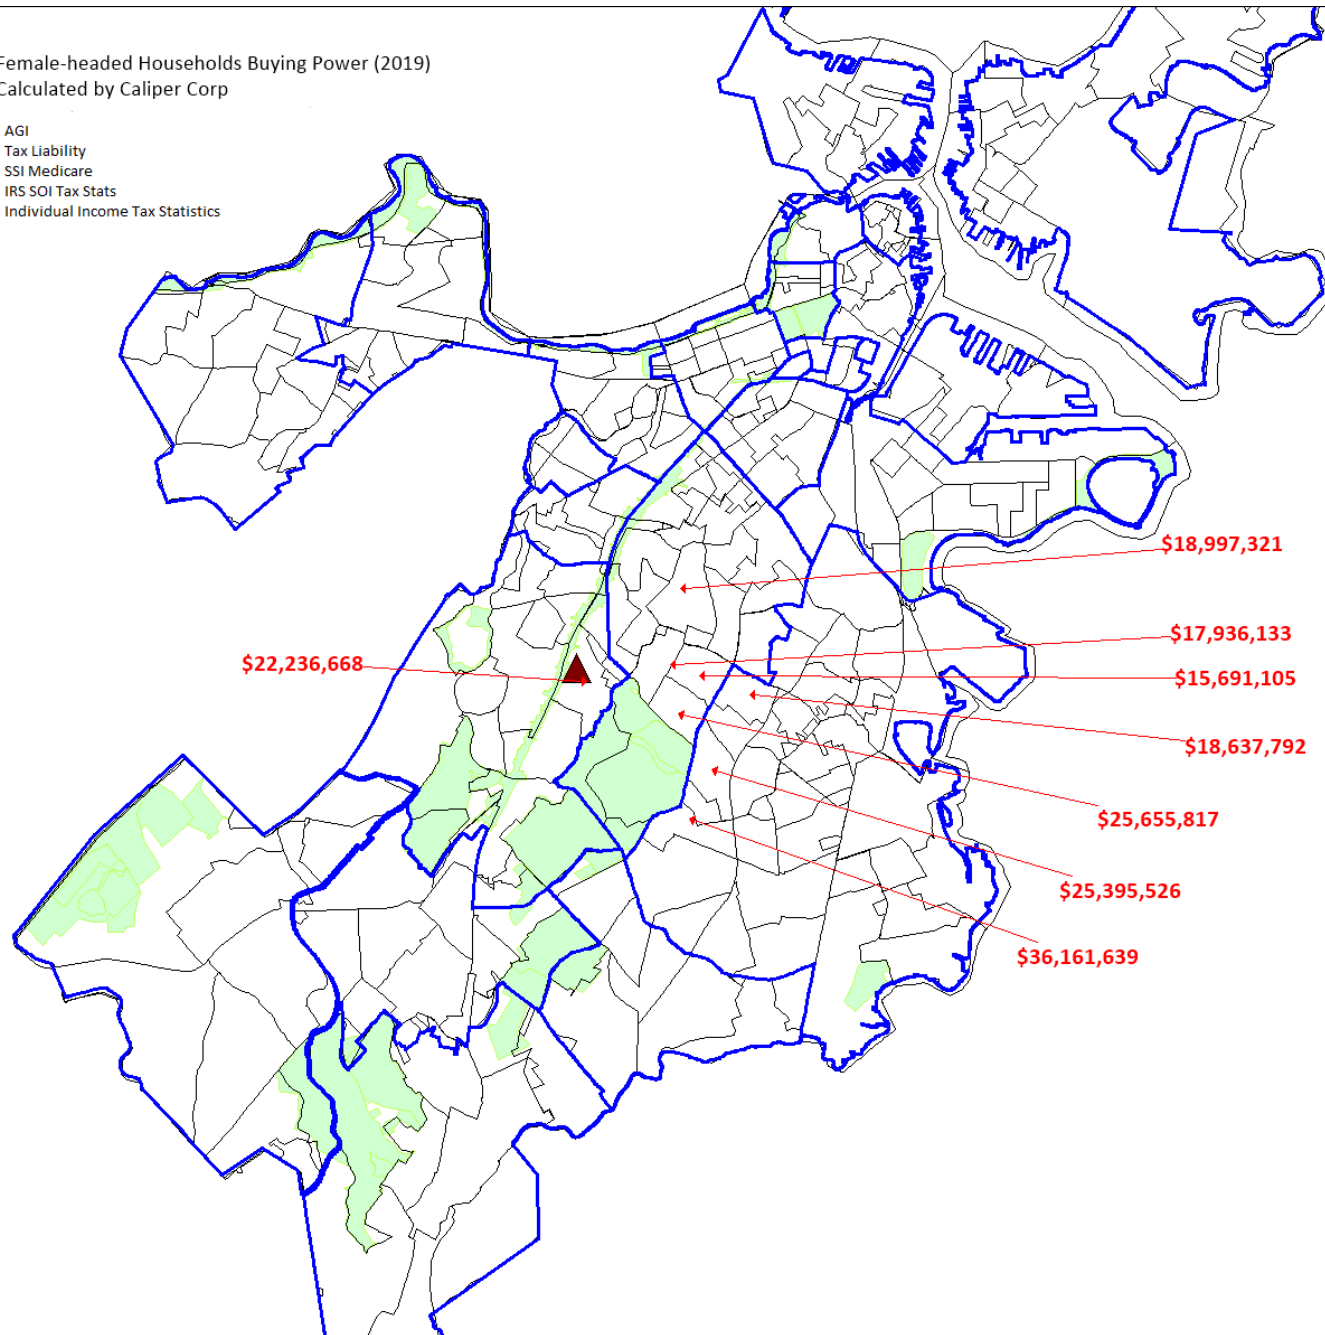 Female-headed Households Buying Power (2019)
Calculated by Caliper Corp
AGI
Tax Liability
SSI Medicare
IRS SOI Tax Stats
Individual Income Tax Statistics
$18,997,321
$17,936,133
$22,236,668
$15,691,105
$18,637,792
$25,655,817
$25,395,526
$36,161,639